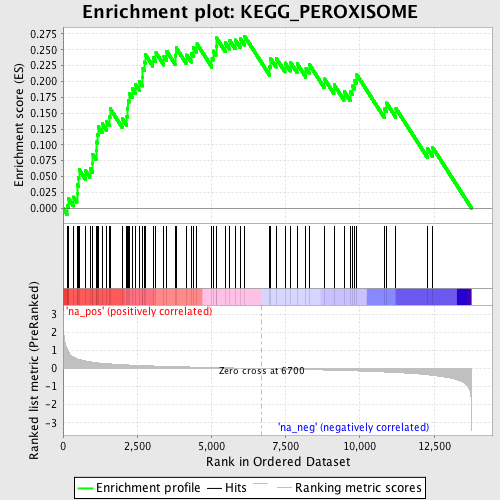 Enrichment plot: KEGG_PEROXISOME
Enrichment score (ES)
0.275
0.250
0.225
0.200
0.175
0.150
0.125
0.100
0.075
0.050
0.025
0.000
Ranked list metric (PreRanked)
'na_pos' (positively correlated)
3
2
1
0
-1
-2
-3
Zero cross at 6700
'na_neg' (negatively correlated)
0
2,500
5,000
7,500
10,000
12,500
Rank in Ordered Dataset
Enrichment profile
Hits
Ranking metric scores